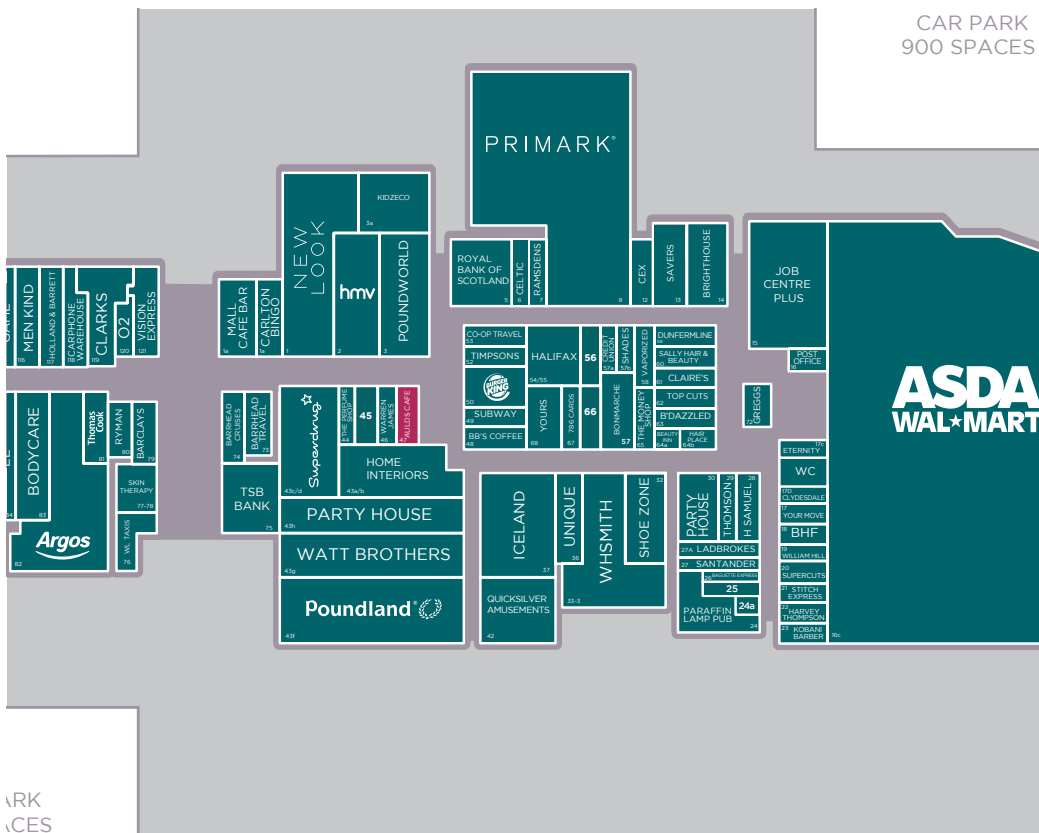 CAR PARK
900 SPACES
PRIMARK®
KIDZECO
3a
NEW
LOOK
1
hmv
2
POUNDWORLD
3
MALL
CAFE BAR
1a
CARLTON
BINGO
1a
ROYAL
BANK OF
SCOTLAND
5
CELTIC
6
RAMSDENS
7
8
CEX
12
SAVERS
13
BRIGHTHOUSE
14
JOB
CENTRE
PLUS
15
POST
OFFICE
16
ASDA
WAL★MART
16c
MEN KIND
116
HOLLAND & BARRETT
117
CARPHONE
WAREHOUSE
118
CLARKS
119
O2
120
VISION
EXPRESS
121
CO-OP TRAVEL
53
TIMPSONS
52
BURGER
KING
50
SUBWAY
49
BB'S COFFEE
48
HALIFAX
54/55
56
CREDIT
UNION
57a
SHADES
57b
VAPORIZED
58
DUNFERMLINE
SALLY HAIR &
BEAUTY
60
CLAIRE'S
61
TOP CUTS
62
B'DAZZLED
63
BEAUTY
INN
64a
HAIR
PLACE
64b
YOURS
68
786 CARDS
67
66
BONMARCHE
57
THE MONEY
SHOP
65
GREGGS
72
BODYCARE
83
Thomas
Cook
81
RYMAN
80
BARCLAYS
79
SKIN
THERAPY
77-78
WL TAXIS
76
Argos
82
BARRHEAD
CRUISES
74
BARRHEAD
TRAVEL
73
TSB
BANK
75
Superdrug
43c/d
THE PERFUME
SHOP
44
45
WARREN
JAMES
46
'AULDS CAFE
47
HOME
INTERIORS
43a/b
PARTY HOUSE
43h
WATT BROTHERS
43g
Poundland®
43f
ICELAND
37
UNIQUE
36
WHSMITH
33-3
SHOE ZONE
32
QUICKSILVER
AMUSEMENTS
42
PARTY
HOUSE
30
THOMSON
29
H SAMUEL
28
27A LADBROKES
27 SANTANDER
26 BAGUETTE EXPRESS
25
24a
PARAFFIN
LAMP PUB
24
17c
ETERNITY
WC
17D
CLYDESDALE
17
YOUR MOVE
18
BHF
19
WILLIAM HILL
20
SUPERCUTS
21 STITCH
EXPRESS
22
HARVEY
THOMPSON
23 KOBANI
BARBER